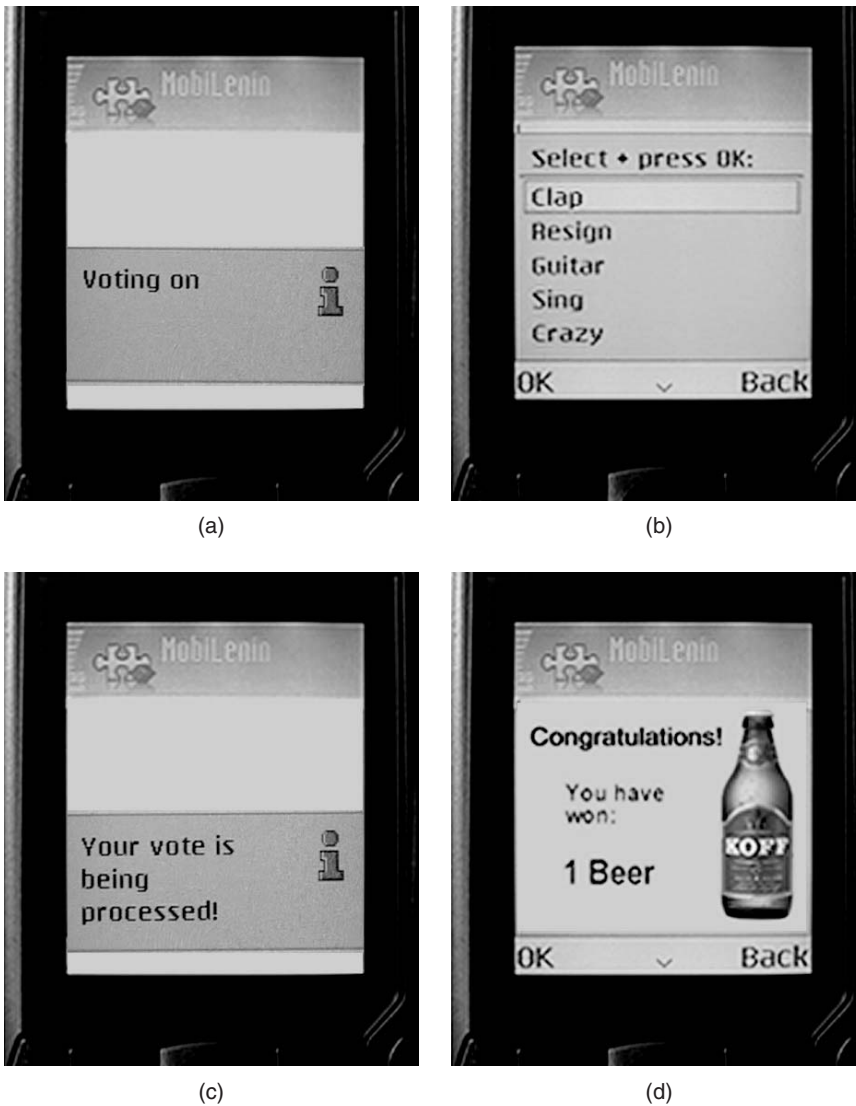 MobiLenin
Voting on
(a)
MobiLenin
Select + press OK:
Clap
Resign
Guitar
Sing
Crazy
OK Back
(b)
MobiLenin
Your vote is
being
processed!
(c)
MobiLenin
Congratulations!
You have
won:
1 Beer
KOFF
OK Back
(d)